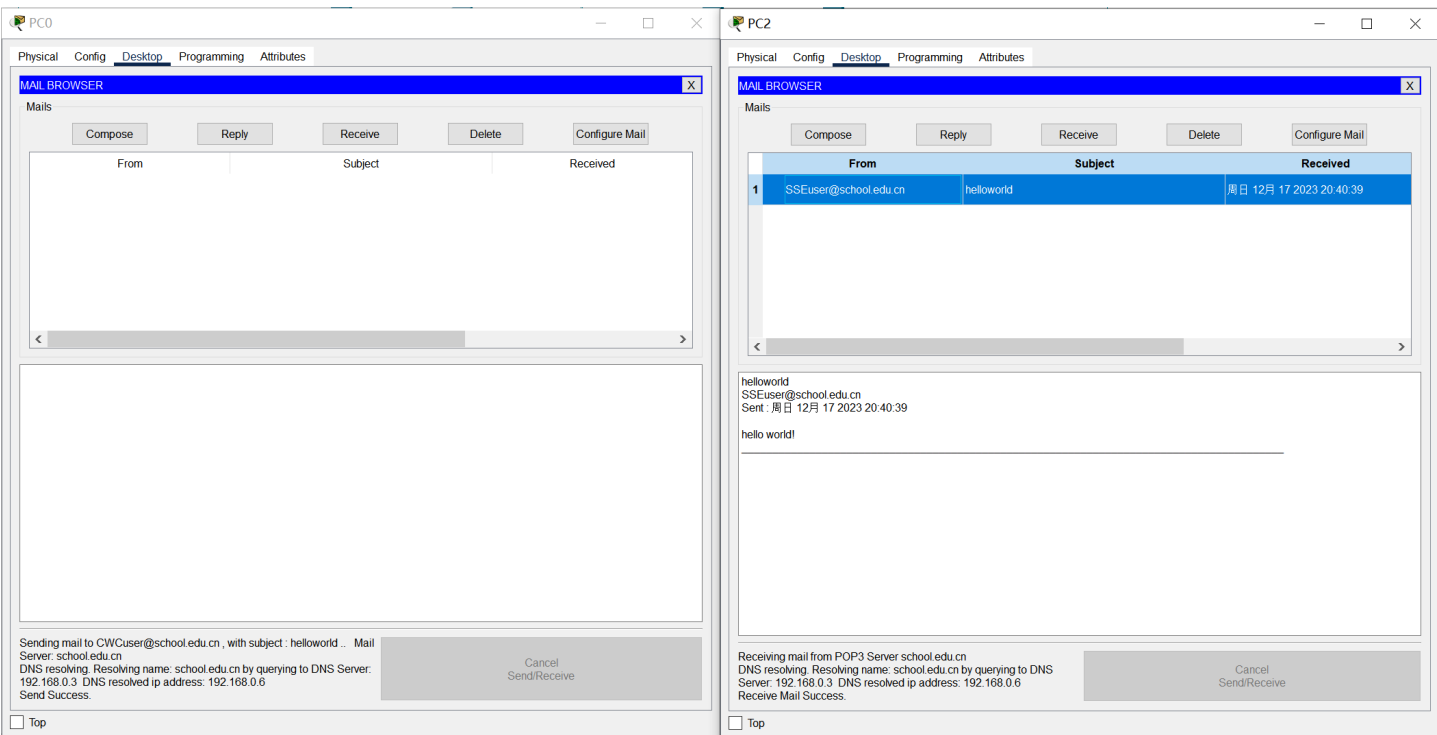 PC0
Physical Config Desktop Programming Attributes
MAIL BROWSER X
Mails
Compose Reply Receive Delete Configure Mail
From Subject Received
Sending mail to CWCuser@school.edu.cn , with subject : helloworld .. Mail
Server: school.edu.cn
DNS resolving. Resolving name: school.edu.cn by querying to DNS Server:
192.168.0.3 DNS resolved ip address: 192.168.0.6
Send Success.
Cancel
Send/Receive
Top
PC2
Physical Config Desktop Programming Attributes
MAIL BROWSER X
Mails
Compose Reply Receive Delete Configure Mail
From Subject Received
1 SSEuser@school.edu.cn helloworld 周日 12月 17 2023 20:40:39
helloworld
SSEuser@school.edu.cn
Sent : 周日 12月 17 2023 20:40:39
hello world!
Receiving mail from POP3 Server school.edu.cn
DNS resolving. Resolving name: school.edu.cn by querying to DNS
Server: 192.168.0.3 DNS resolved ip address: 192.168.0.6
Receive Mail Success.
Cancel
Send/Receive
Top